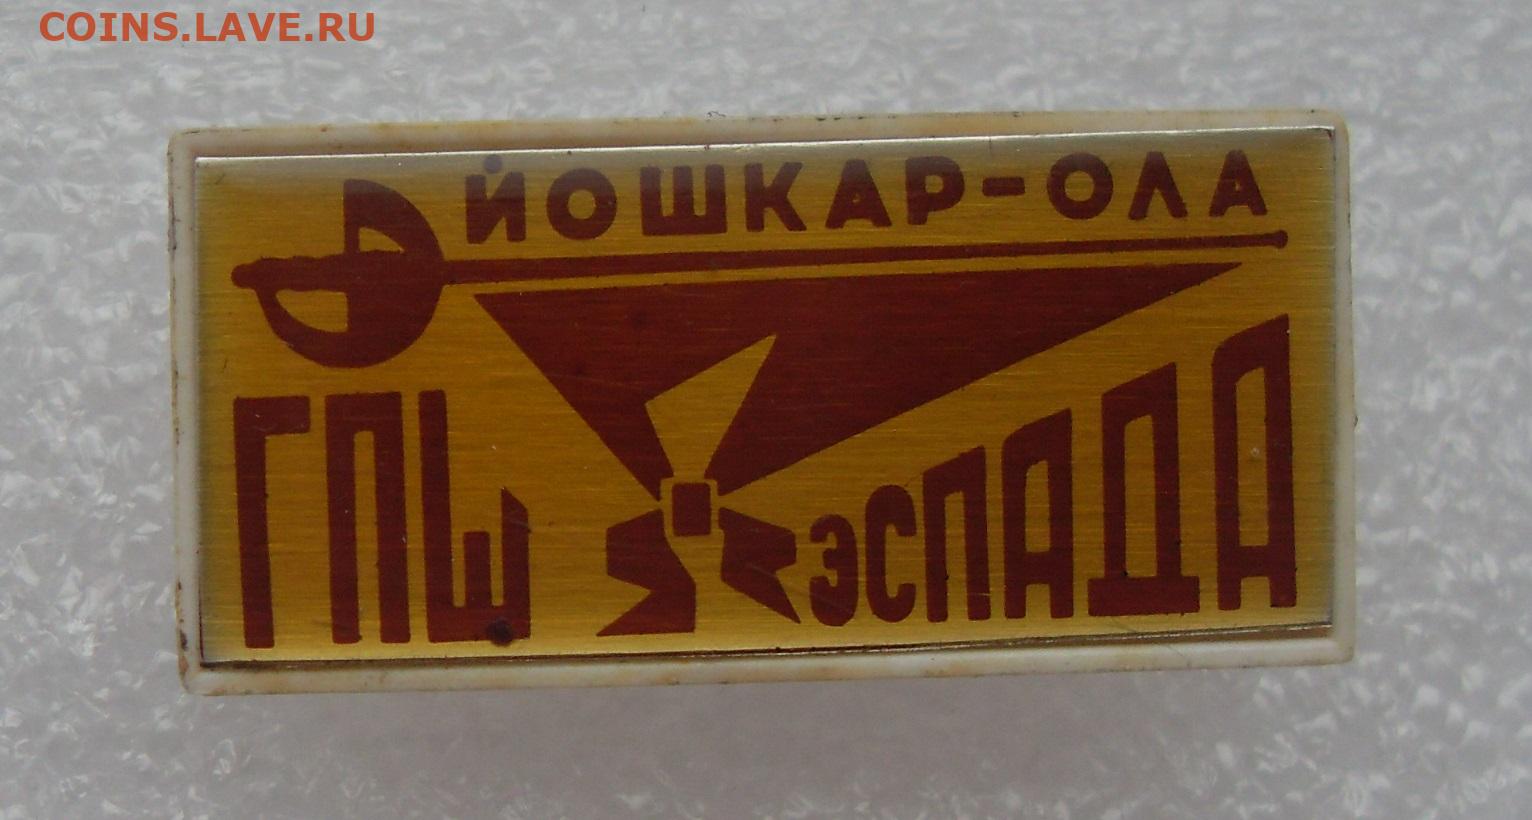 COINS.LAVE.RU
ЙОШКАР-ОЛА
ГПШ ЭСПАДА